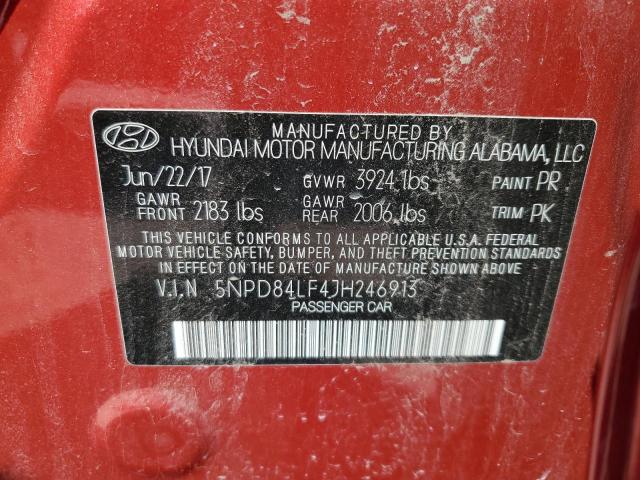 MANUFACTURED BY
HYUNDAI MOTOR MANUFACTURING ALABAMA, LLC
Jun/22/17 GVWR 3924 lbs PAINT PR
GAWR FRONT 2183 lbs GAWR REAR 2006 lbs TRIM PK
THIS VEHICLE CONFORMS TO ALL APPLICABLE U.S.A. FEDERAL
MOTOR VEHICLE SAFETY, BUMPER, AND THEFT PREVENTION STANDARDS
IN EFFECT ON THE DATE OF MANUFACTURE SHOWN ABOVE.
V.I.N 5NPD84LF4JH246913
PASSENGER CAR